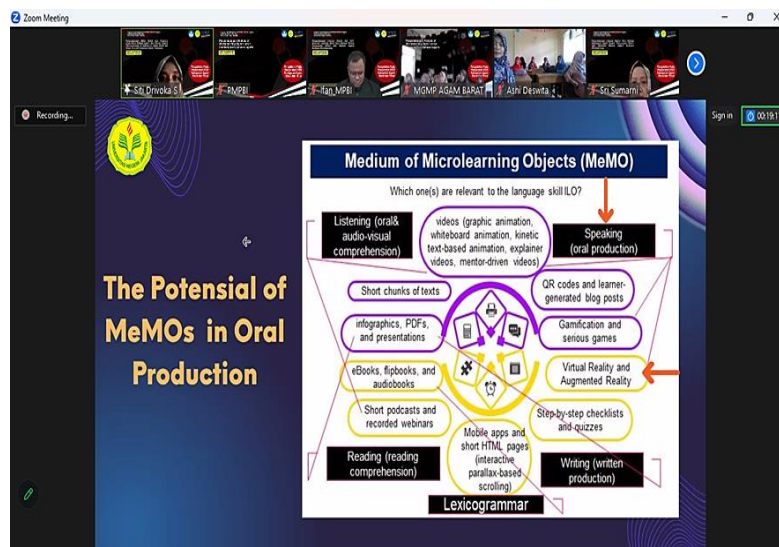 Zoom Meeting
Siti Drivoka S
PMPBI
Ifan_MPBI
MGMP AGAM BARAT
Ashi Deswita
Sri Sumarni
Recording...
Sign in
00:19:1
The Potensial of
MeMOs in Oral
Production
Medium of Microlearning Objects (MeMO)
Which one(s) are relevant to the language skill ILO?
Listening (oral&
audio-visual
comprehension)
videos (graphic animation,
whiteboard animation, kinetic
text-based animation, explainer
videos, mentor-driven videos)
Speaking
(oral production)
Short chunks of texts
QR codes and learner-
generated blog posts
infographics, PDFs,
and presentations
Gamification and
serious games
eBooks, flipbooks, and
audiobooks
Virtual Reality and
Augmented Reality
Short podcasts and
recorded webinars
Step-by-step checklists
and quizzes
Mobile apps and
short HTML pages
(interactive
parallax-based
scrolling)
Reading (reading
comprehension)
Writing (written
production)
Lexicogrammar